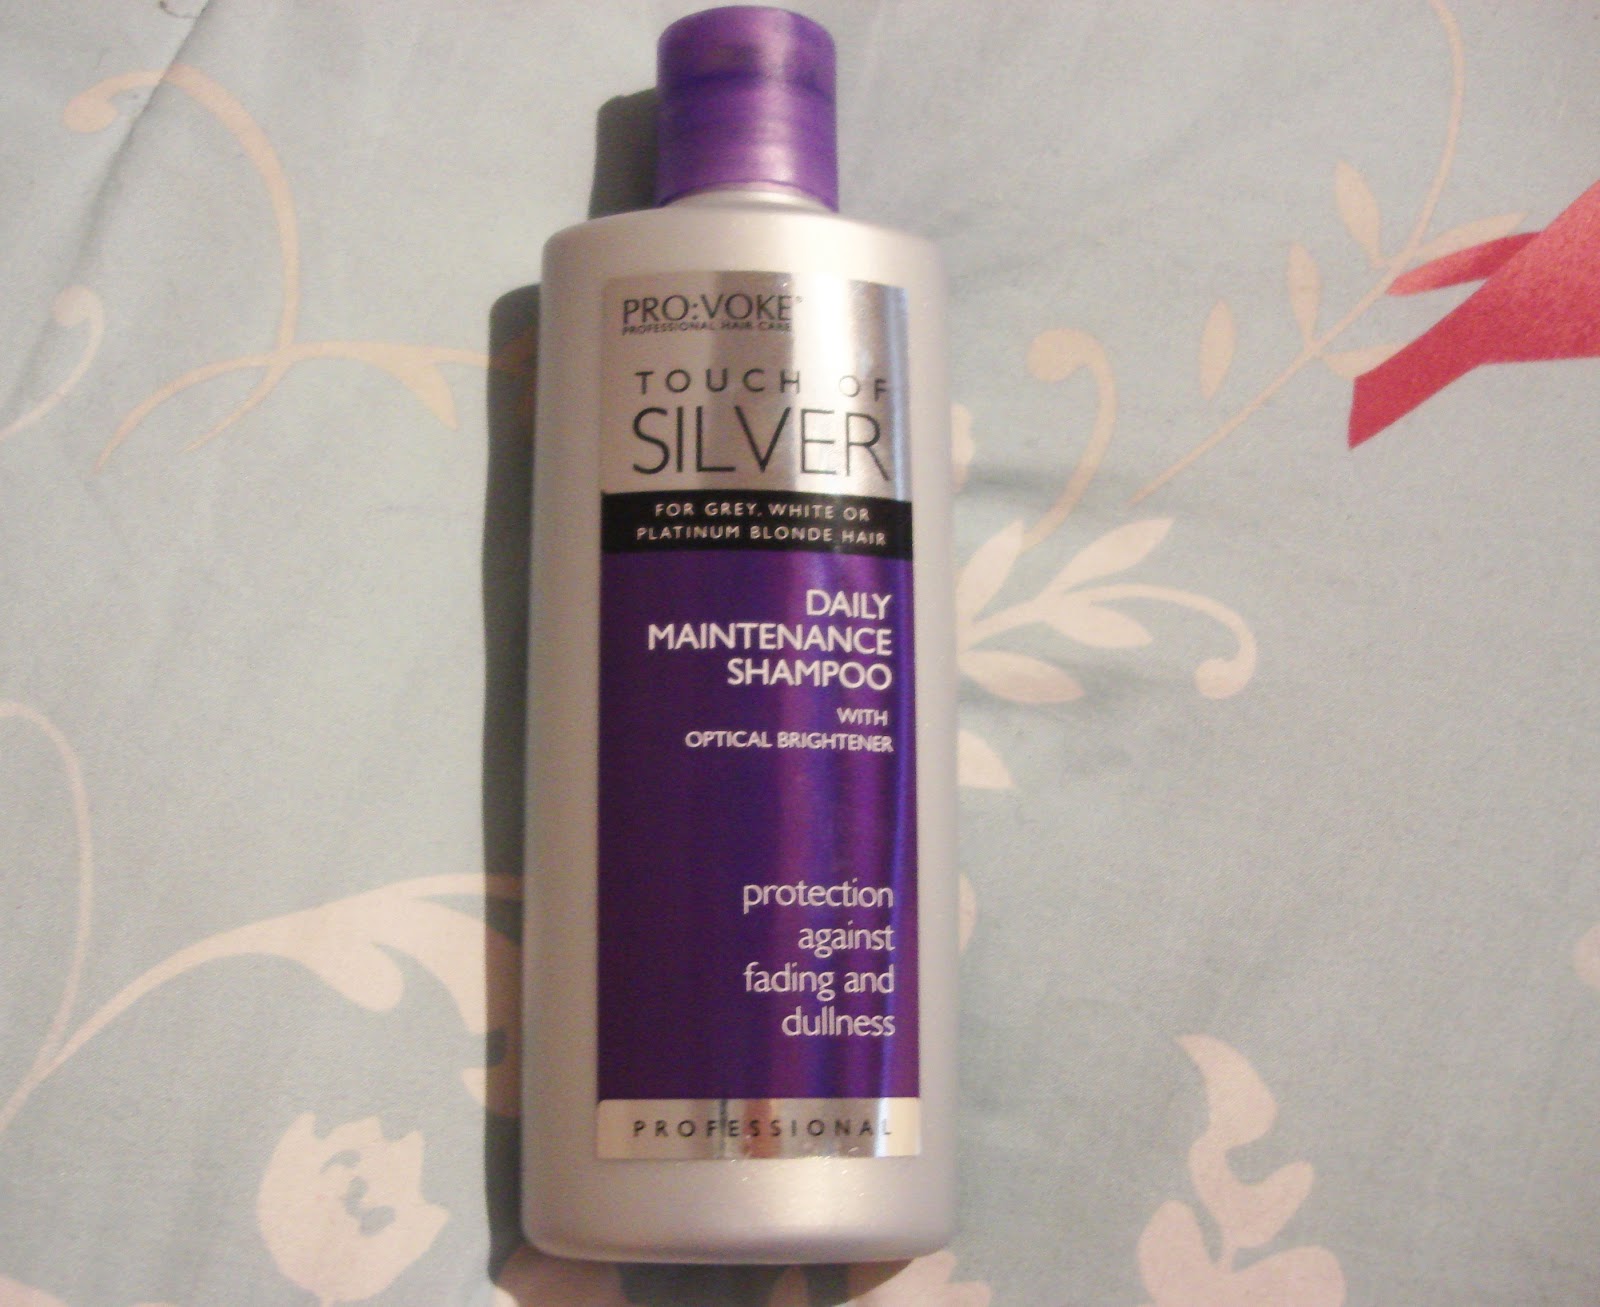 PRO:VOKE
PROFESSIONAL HAIR CARE
TOUCH OF
SILVER
FOR GREY, WHITE OR
PLATINUM BLONDE HAIR
DAILY
MAINTENANCE
SHAMPOO
WITH
OPTICAL BRIGHTENER
protection
against
fading and
dullness
PROFESSIONAL